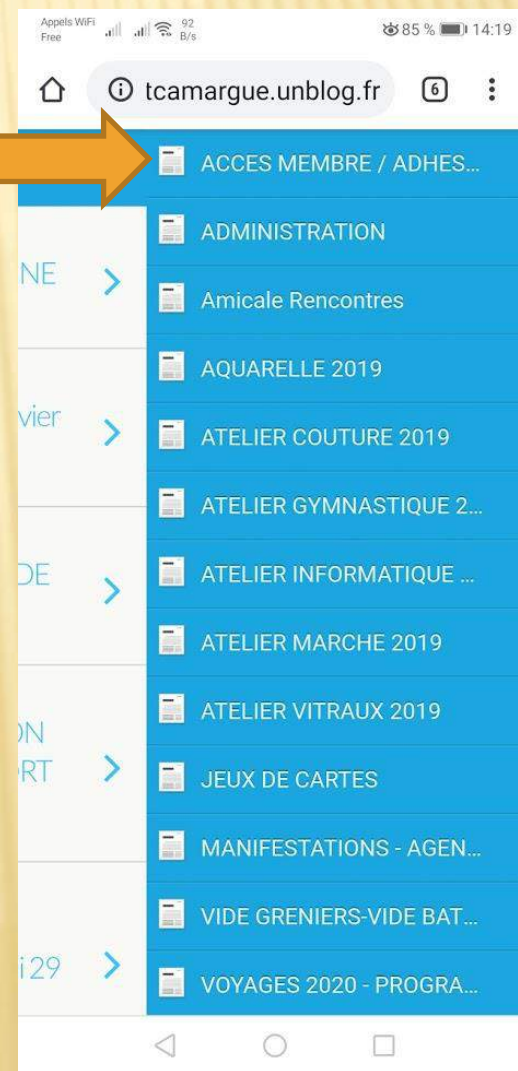 Appels WiFi
Free
92
B/s
85 % 14:19
tcamargue.unblog.fr
6
ACCES MEMBRE / ADHES...
ADMINISTRATION
NE
Amicale Rencontres
AQUARELLE 2019
vier
ATELIER COUTURE 2019
ATELIER GYMNASTIQUE 2...
DE
ATELIER INFORMATIQUE ...
ATELIER MARCHE 2019
ATELIER VITRAUX 2019
ON
RT
JEUX DE CARTES
MANIFESTATIONS - AGEN...
VIDE GRENIERS-VIDE BAT...
i 29
VOYAGES 2020 - PROGRA...